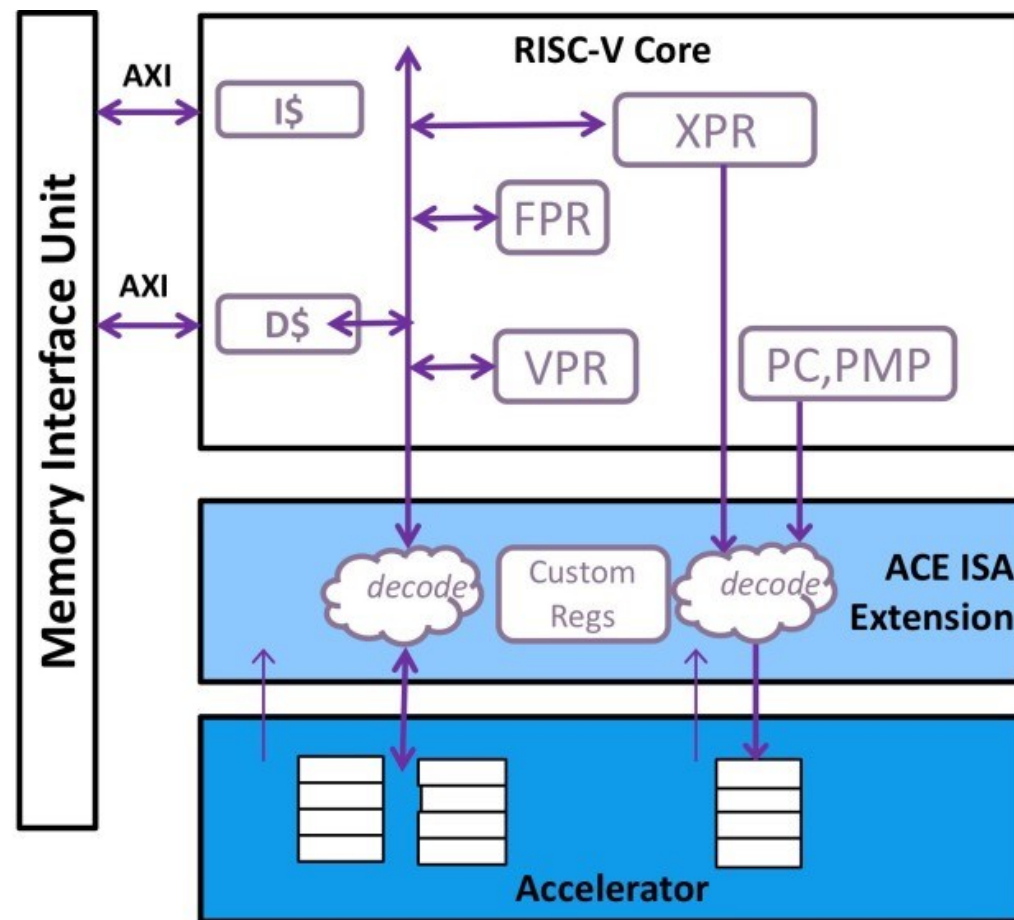 Memory Interface Unit
RISC-V Core
AXI
I$
XPR
FPR
AXI
D$
VPR
PC,PMP
decode
Custom
Regs
decode
ACE ISA
Extension
Accelerator